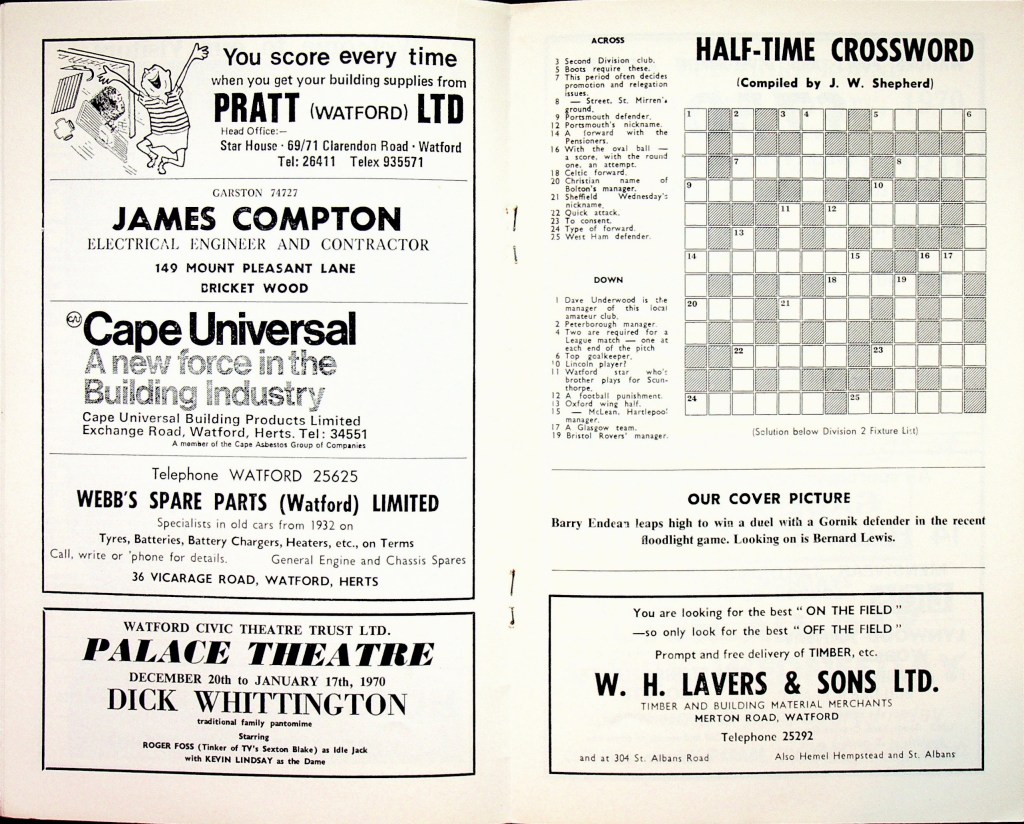 You score every time
when you get your building supplies from
PRATT (WATFORD) LTD
Head Office:—
Star House · 69/71 Clarendon Road · Watford
Tel: 26411 Telex 935571
GARSTON 74727
JAMES COMPTON
ELECTRICAL ENGINEER AND CONTRACTOR
149 MOUNT PLEASANT LANE
BRICKET WOOD
Cape Universal
A new force in the
Building Industry
Cape Universal Building Products Limited
Exchange Road, Watford, Herts. Tel: 34551
A member of the Cape Asbestos Group of Companies
Telephone WATFORD 25625
WEBB'S SPARE PARTS (Watford) LIMITED
Specialists in old cars from 1932 on
Tyres, Batteries, Battery Chargers, Heaters, etc., on Terms
Call, write or 'phone for details. General Engine and Chassis Spares
36 VICARAGE ROAD, WATFORD, HERTS
WATFORD CIVIC THEATRE TRUST LTD.
PALACE THEATRE
DECEMBER 20th to JANUARY 17th, 1970
DICK WHITTINGTON
traditional family pantomime
Starring
ROGER FOSS (Tinker of TV's Sexton Blake) as Idle Jack
with KEVIN LINDSAY as the Dame
HALF-TIME CROSSWORD
(Compiled by J. W. Shepherd)
ACROSS
3 Second Division club.
5 Boots require these.
7 This period often decides
promotion and relegation
issues.
8 — Street, St. Mirren's
ground.
9 Portsmouth defender.
12 Portsmouth's nickname.
14 A forward with the
Pensioners.
16 With the oval ball —
a score, with the round
one, an attempt.
18 Celtic forward.
20 Christian name of
Bolton's manager.
21 Sheffield Wednesday's
nickname.
22 Quick attack.
23 To consent.
24 Type of forward.
25 West Ham defender.
DOWN
1 Dave Underwood is the
manager of this local
amateur club.
2 Peterborough manager.
4 Two are required for a
League match — one at
each end of the pitch
6 Top goalkeeper.
10 Lincoln player?
11 Watford star who's
brother plays for Scun-
thorpe.
12 A football punishment.
13 Oxford wing half.
15 — McLean, Hartlepool
manager.
17 A Glasgow team.
19 Bristol Rovers' manager.
1 2 3 4 5 6
7 8
9 10
11 12
13
14 15 16 17
18 19
20 21
22 23
24 25
(Solution below Division 2 Fixture List)
OUR COVER PICTURE
Barry Endean leaps high to win a duel with a Gornik defender in the recent
floodlight game. Looking on is Bernard Lewis.
You are looking for the best "ON THE FIELD"
—so only look for the best "OFF THE FIELD"
Prompt and free delivery of TIMBER, etc.
W. H. LAVERS & SONS LTD.
TIMBER AND BUILDING MATERIAL MERCHANTS
MERTON ROAD, WATFORD
Telephone 25292
and at 304 St. Albans Road Also Hemel Hempstead and St. Albans